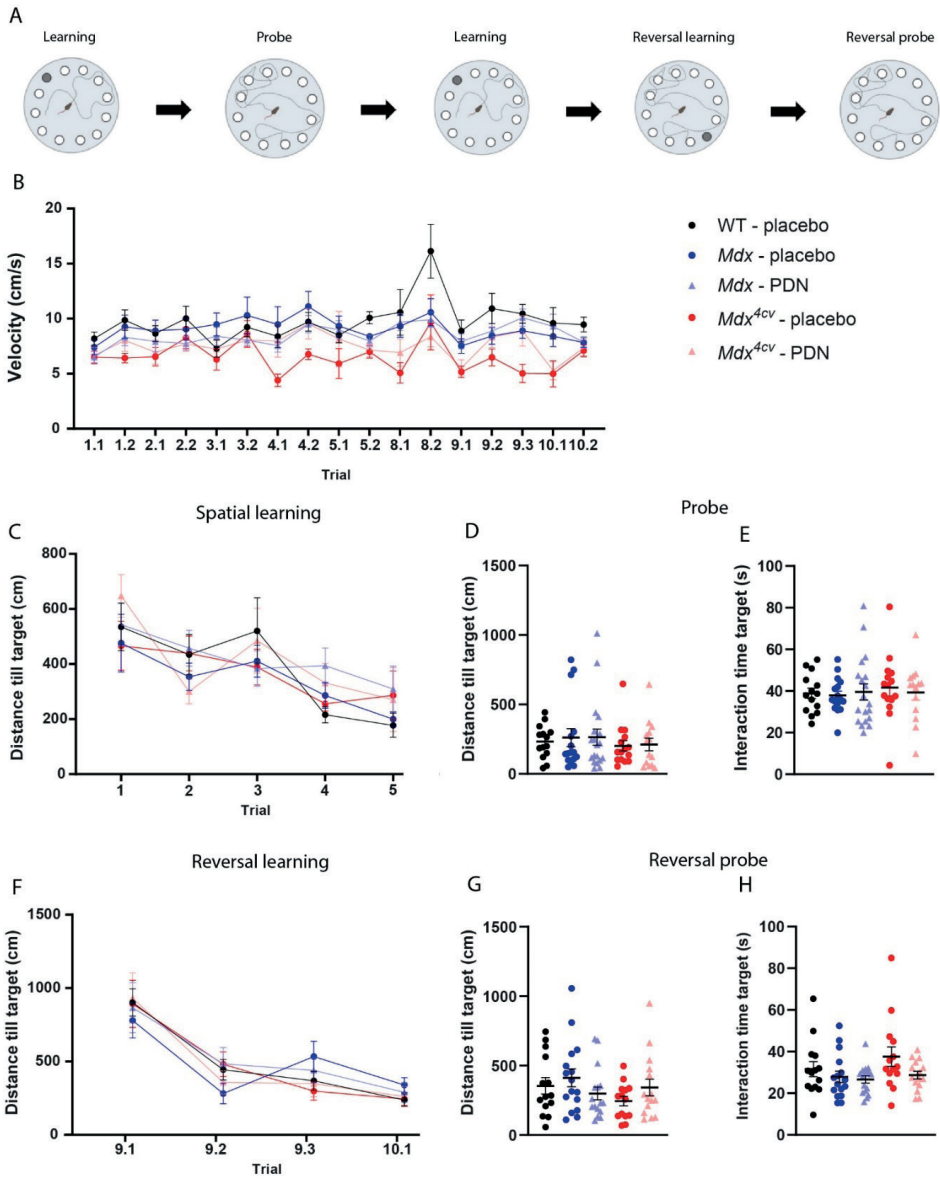 A
Learning
Probe
Learning
Reversal learning
Reversal probe
B
Velocity (cm/s)
20
15
10
5
0
1.1 1.2 2.1 2.2 3.1 3.2 4.1 4.2 5.1 5.2 8.1 8.2 9.1 9.2 9.3 10.1 10.2
Trial
WT - placebo
Mdx - placebo
Mdx - PDN
Mdx4cv - placebo
Mdx4cv - PDN
Spatial learning
Probe
C
Distance till target (cm)
800
600
400
200
0
1 2 3 4 5
Trial
D
Distance till target (cm)
1500
1000
500
0
E
Interaction time target (s)
100
80
60
40
20
0
Reversal learning
Reversal probe
F
Distance till target (cm)
1500
1000
500
0
9.1 9.2 9.3 10.1
Trial
G
Distance till target (cm)
1500
1000
500
0
H
Interaction time target (s)
100
80
60
40
20
0